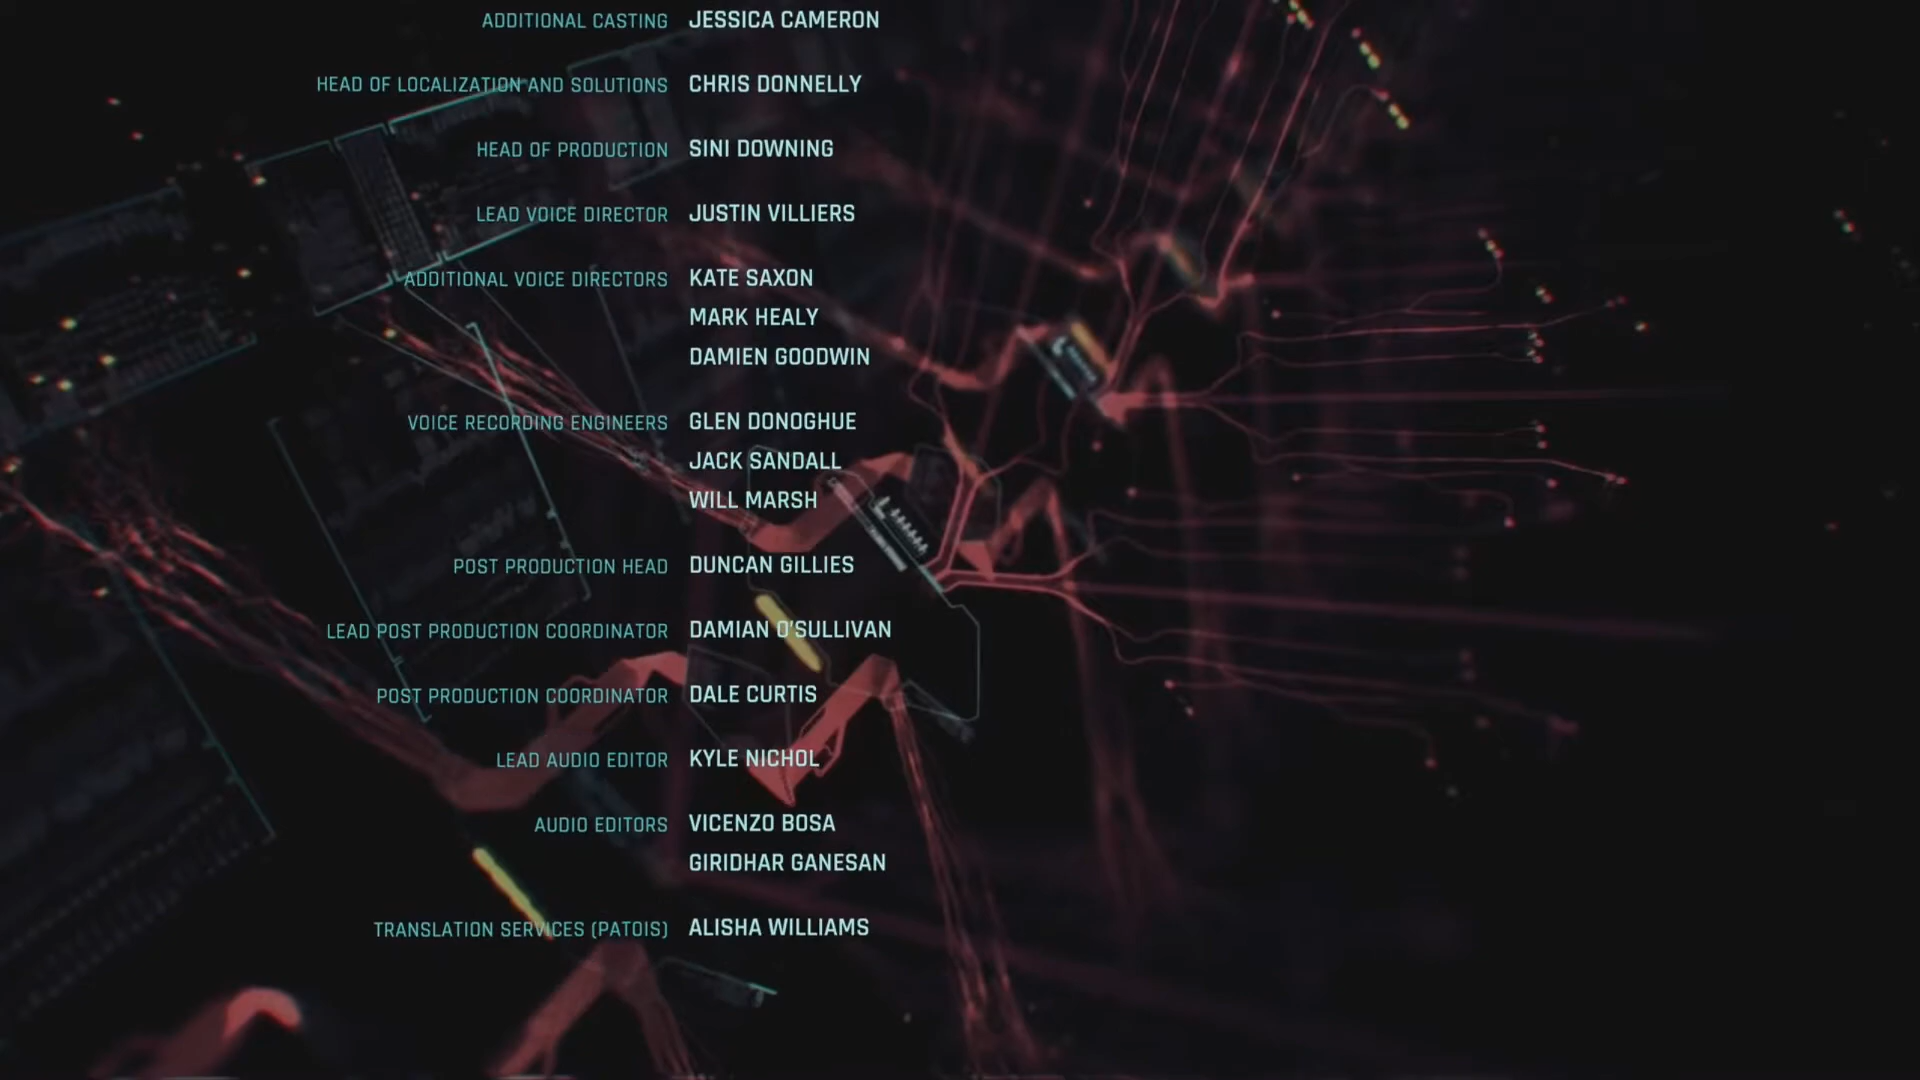 ADDITIONAL CASTING JESSICA CAMERON
HEAD OF LOCALIZATION AND SOLUTIONS CHRIS DONNELLY
HEAD OF PRODUCTION SINI DOWNING
LEAD VOICE DIRECTOR JUSTIN VILLIERS
ADDITIONAL VOICE DIRECTORS KATE SAXON
MARK HEALY
DAMIEN GOODWIN
VOICE RECORDING ENGINEERS GLEN DONOGHUE
JACK SANDALL
WILL MARSH
POST PRODUCTION HEAD DUNCAN GILLIES
LEAD POST PRODUCTION COORDINATOR DAMIAN O'SULLIVAN
POST PRODUCTION COORDINATOR DALE CURTIS
LEAD AUDIO EDITOR KYLE NICHOL
AUDIO EDITORS VICENZO BOSA
GIRIDHAR GANESAN
TRANSLATION SERVICES (PATOIS) ALISHA WILLIAMS